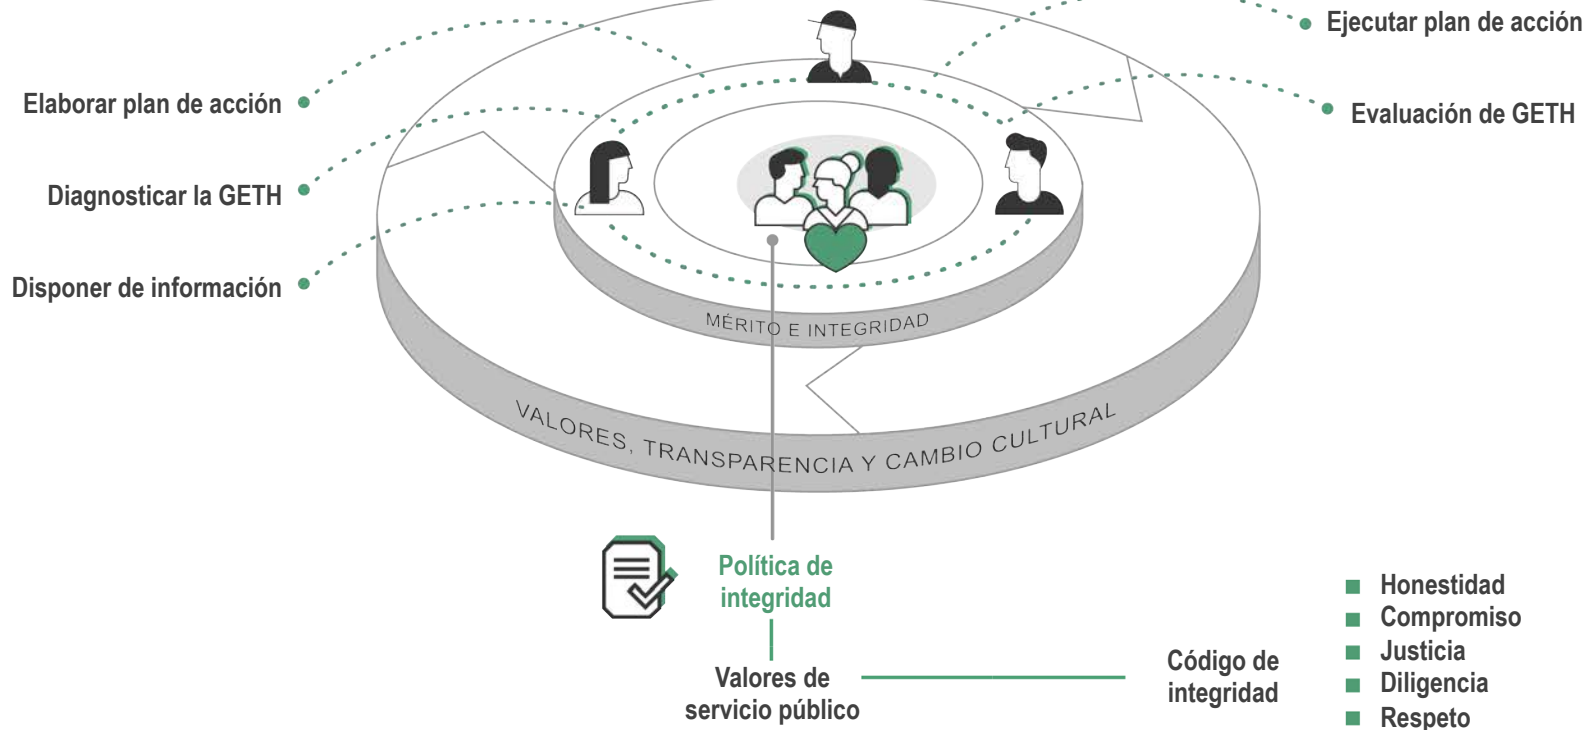 Ejecutar plan de acción
Elaborar plan de acción
Evaluación de GETH
Diagnosticar la GETH
Disponer de información
MÉRITO E INTEGRIDAD
VALORES, TRANSPARENCIA Y CAMBIO CULTURAL
Política de
integridad
Valores de
servicio público
Código de
integridad
Honestidad
Compromiso
Justicia
Diligencia
Respeto